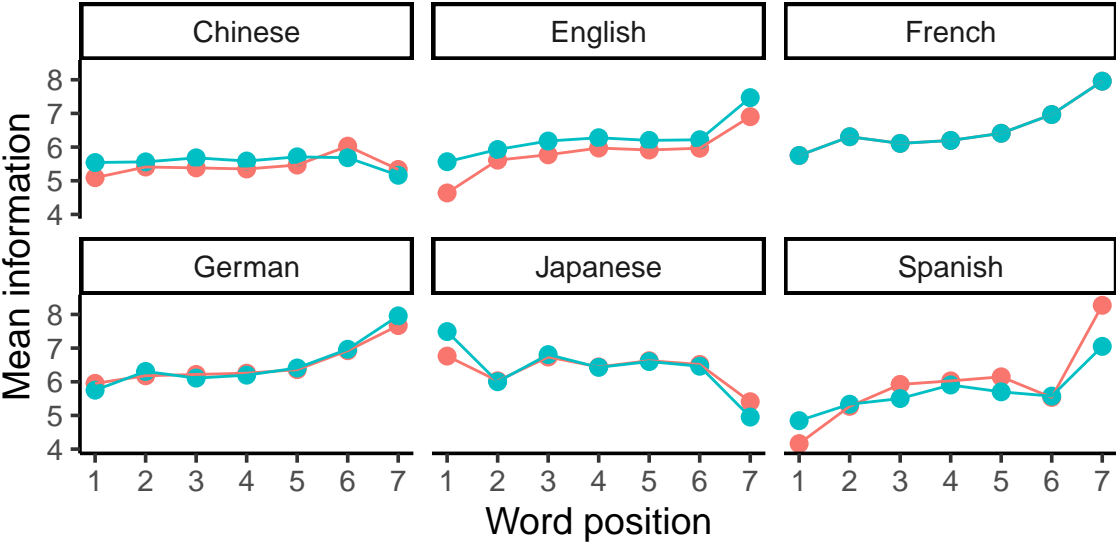 Chinese English French
8
7
6
5
4
German Japanese Spanish
8
7
6
5
4
1 2 3 4 5 6 7 1 2 3 4 5 6 7 1 2 3 4 5 6 7
Word position
Mean information